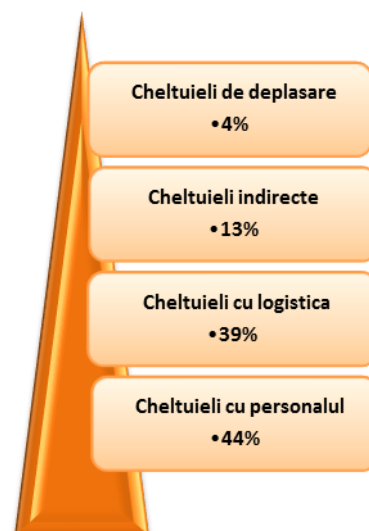 Cheltuieli de deplasare
•4%
Cheltuieli indirecte
•13%
Cheltuieli cu logistica
•39%
Cheltuieli cu personalul
•44%